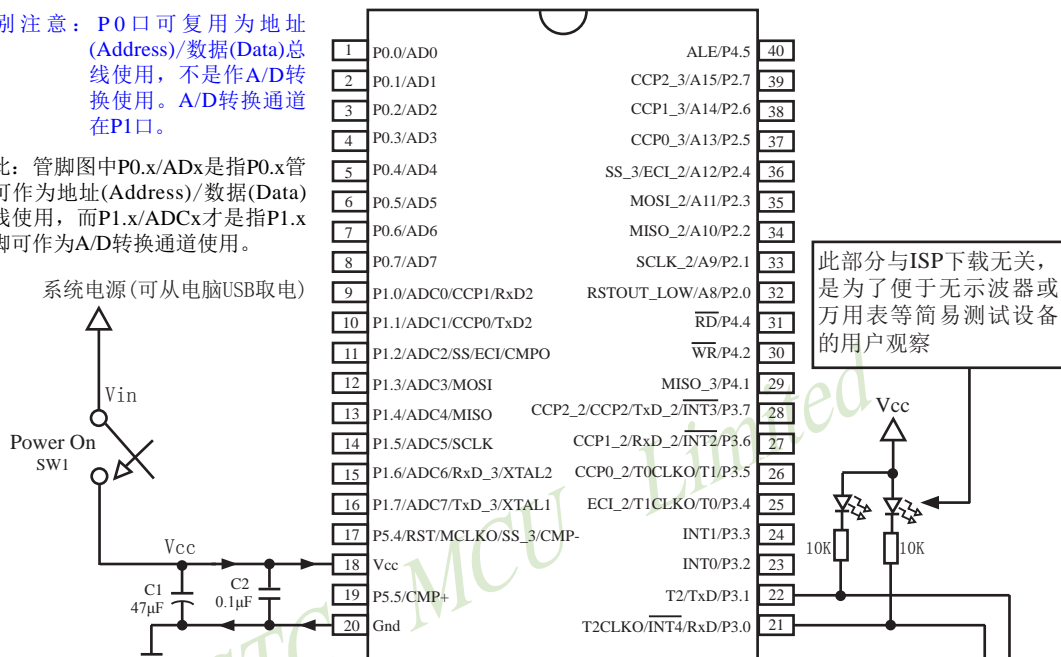 别注意：P0口可复用为地址
(Address)/数据(Data)总
线使用，不是作A/D转
换使用。A/D转换通道
在P1口。
此：管脚图中P0.x/ADx是指P0.x管
可作为地址(Address)/数据(Data)
线使用，而P1.x/ADCx才是指P1.x
脚可作为A/D转换通道使用。
系统电源(可从电脑USB取电)
Vin
Power On
SW1
Vcc
C1
47μF
C2
0.1μF
1 P0.0/AD0
2 P0.1/AD1
3 P0.2/AD2
4 P0.3/AD3
5 P0.4/AD4
6 P0.5/AD5
7 P0.6/AD6
8 P0.7/AD7
9 P1.0/ADC0/CCP1/RxD2
10 P1.1/ADC1/CCP0/TxD2
11 P1.2/ADC2/SS/ECI/CMPO
12 P1.3/ADC3/MOSI
13 P1.4/ADC4/MISO
14 P1.5/ADC5/SCLK
15 P1.6/ADC6/RxD_3/XTAL2
16 P1.7/ADC7/TxD_3/XTAL1
17 P5.4/RST/MCLKO/SS_3/CMP-
18 Vcc
19 P5.5/CMP+
20 Gnd
ALE/P4.5 40
CCP2_3/A15/P2.7 39
CCP1_3/A14/P2.6 38
CCP0_3/A13/P2.5 37
SS_3/ECI_2/A12/P2.4 36
MOSI_2/A11/P2.3 35
MISO_2/A10/P2.2 34
SCLK_2/A9/P2.1 33
RSTOUT_LOW/A8/P2.0 32
RD/P4.4 31
WR/P4.2 30
MISO_3/P4.1 29
CCP2_2/CCP2/TxD_2/INT3/P3.7 28
CCP1_2/RxD_2/INT2/P3.6 27
CCP0_2/T0CLKO/T1/P3.5 26
ECI_2/T1CLKO/T0/P3.4 25
INT1/P3.3 24
INT0/P3.2 23
T2/TxD/P3.1 22
T2CLKO/INT4/RxD/P3.0 21
此部分与ISP下载无关，
是为了便于无示波器或
万用表等简易测试设备
的用户观察
Vcc
10K
10K
STC MCU Limited